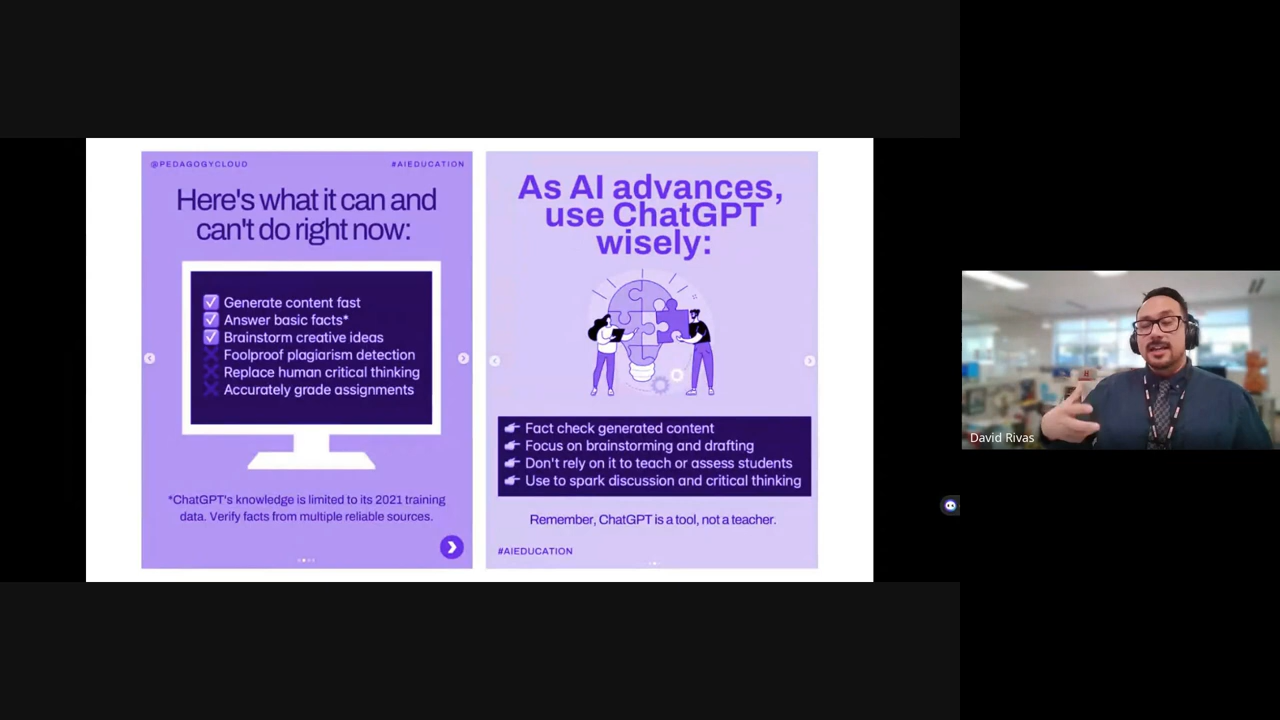 @PEDAGOGYCLOUD
#AIEDUCATION
Here's what it can and
can't do right now:
Generate content fast
Answer basic facts*
Brainstorm creative ideas
Foolproof plagiarism detection
Replace human critical thinking
Accurately grade assignments
*ChatGPT's knowledge is limited to its 2021 training
data. Verify facts from multiple reliable sources.
As AI advances,
use ChatGPT
wisely:
Fact check generated content
Focus on brainstorming and drafting
Don't rely on it to teach or assess students
Use to spark discussion and critical thinking
Remember, ChatGPT is a tool, not a teacher.
#AIEDUCATION
David Rivas